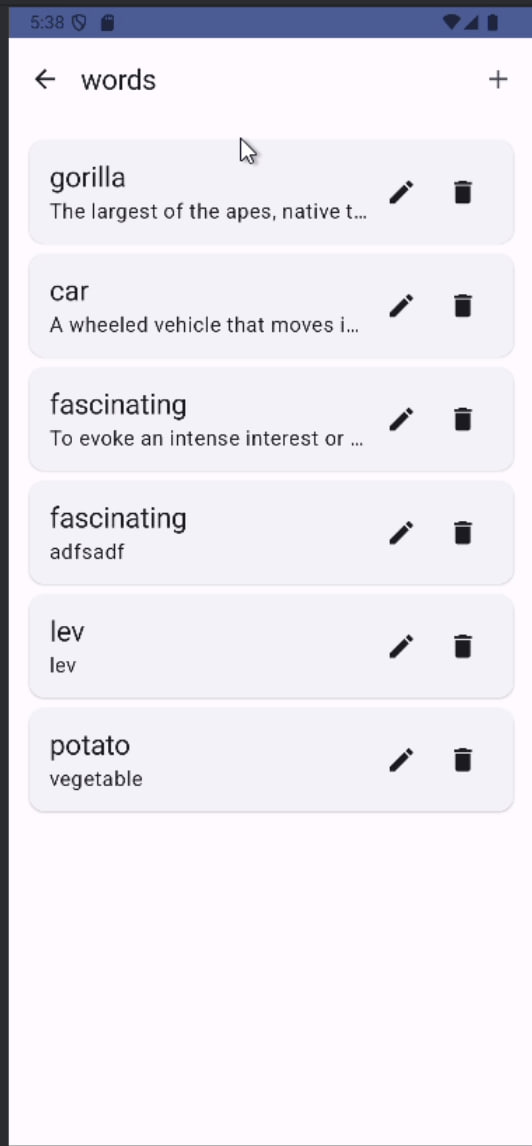 5:38
words
gorilla
The largest of the apes, native t...
car
A wheeled vehicle that moves i...
fascinating
To evoke an intense interest or ...
fascinating
adfsadf
lev
lev
potato
vegetable